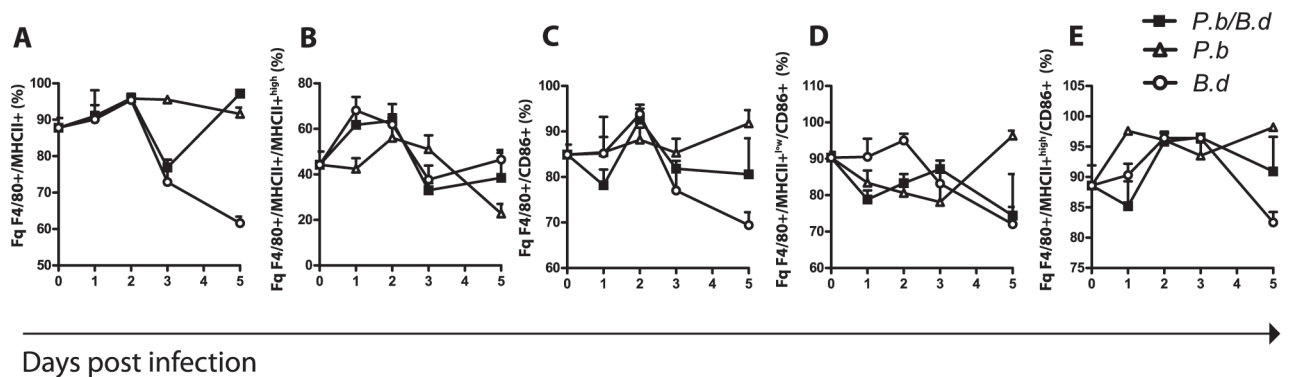 A
B
C
D
E
P.b/B.d
P.b
B.d
Fq F4/80+/MHCII+ (%)
100
90
80
70
60
50
0 1 2 3 4 5
Fq F4/80+/MHCII+/MHCII+high (%)
80
60
40
20
0
0 1 2 3 4 5
Fq F4/80+/CD86+ (%)
100
90
80
70
60
0 1 2 3 4 5
Fq F4/80+/MHCII+low/CD86+ (%)
110
100
90
80
70
60
0 1 2 3 4 5
Fq F4/80+/MHCII+high/CD86+ (%)
105
100
95
90
85
80
75
0 1 2 3 4 5
Days post infection